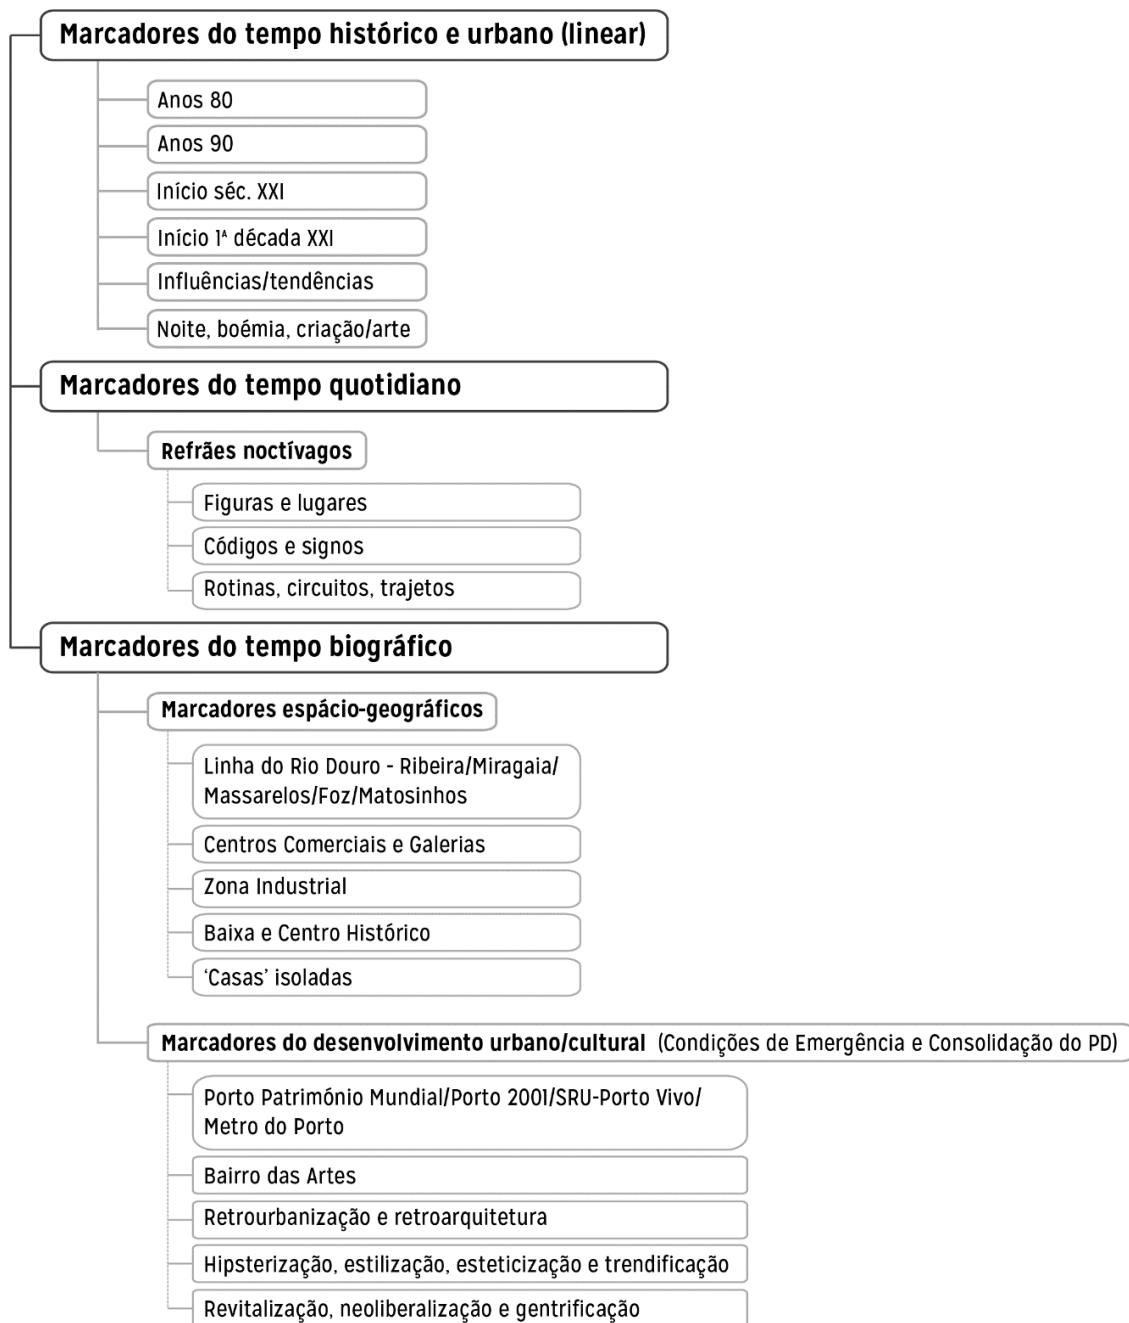 Marcadores do tempo histórico e urbano (linear)
Anos 80
Anos 90
Início séc. XXI
Início 1ª década XXI
Influências/tendências
Noite, boémia, criação/arte
Marcadores do tempo quotidiano
Refrães noctívagos
Figuras e lugares
Códigos e signos
Rotinas, circuitos, trajetos
Marcadores do tempo biográfico
Marcadores espácio-geográficos
Linha do Rio Douro - Ribeira/Miragaia/
Massarelos/Foz/Matosinhos
Centros Comerciais e Galerias
Zona Industrial
Baixa e Centro Histórico
‘Casas’ isoladas
Marcadores do desenvolvimento urbano/cultural (Condições de Emergência e Consolidação do PD)
Porto Património Mundial/Porto 2001/SRU-Porto Vivo/
Metro do Porto
Bairro das Artes
Retrourbanização e retroarquitetura
Hipsterização, estilização, esteticização e trendificação
Revitalização, neoliberalização e gentrificação